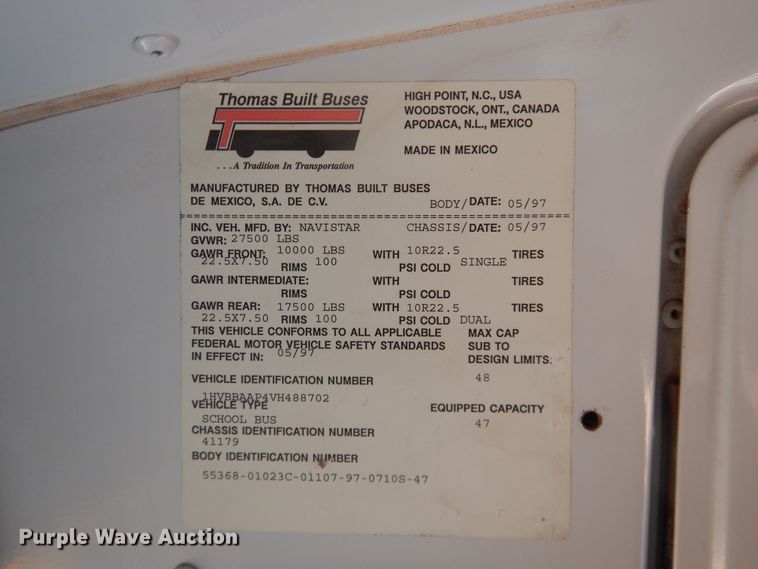 Thomas Built Buses
T
. . .A Tradition In Transportation
HIGH POINT, N.C., USA
WOODSTOCK, ONT., CANADA
APODACA, N.L., MEXICO
MADE IN MEXICO
MANUFACTURED BY THOMAS BUILT BUSES
DE MEXICO, S.A. DE C.V. BODY/DATE: 05/97
INC. VEH. MFD. BY: NAVISTAR CHASSIS/DATE: 05/97
GVWR: 27500 LBS
GAWR FRONT: 10000 LBS WITH 10R22.5 TIRES
22.5X7.50 RIMS 100 PSI COLD SINGLE
GAWR INTERMEDIATE: WITH TIRES
RIMS PSI COLD
GAWR REAR: 17500 LBS WITH 10R22.5 TIRES
22.5X7.50 RIMS 100 PSI COLD DUAL
THIS VEHICLE CONFORMS TO ALL APPLICABLE MAX CAP
FEDERAL MOTOR VEHICLE SAFETY STANDARDS SUB TO
IN EFFECT IN: 05/97 DESIGN LIMITS.
VEHICLE IDENTIFICATION NUMBER 48
1HVBBAAP4VH488702
VEHICLE TYPE EQUIPPED CAPACITY
SCHOOL BUS 47
CHASSIS IDENTIFICATION NUMBER
41179
BODY IDENTIFICATION NUMBER
55368-01023C-01107-97-0710S-47
Purple Wave Auction